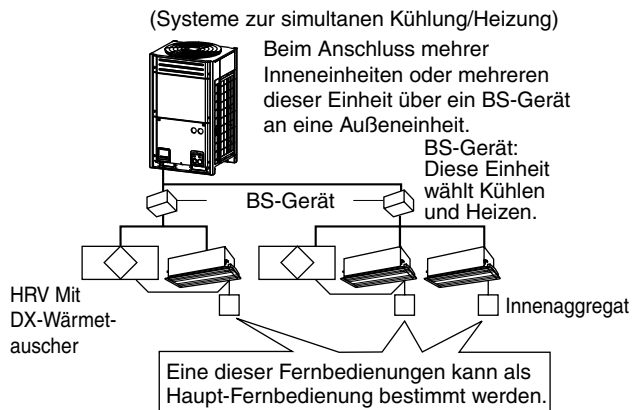 (Systeme zur simultanen Kühlung/Heizung)
Beim Anschluss mehrer
Inneneinheiten oder mehreren
dieser Einheit über ein BS-Gerät
an eine Außeneinheit.
BS-Gerät:
Diese Einheit
wählt Kühlen
und Heizen.
BS-Gerät
HRV Mit
DX-Wärmet-
auscher
Innenaggregat
Eine dieser Fernbedienungen kann als
Haupt-Fernbedienung bestimmt werden.